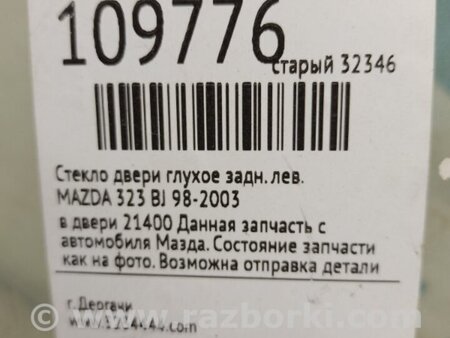 109776
старый 32346
Стекло двери глухое задн. лев.
MAZDA 323 BJ 98-2003
в двери 21400 Данная запчасть с
автомобиля Мазда. Состояние запчасти
как на фото. Возможна отправка детали
г. Дергачи
www.razborki.com